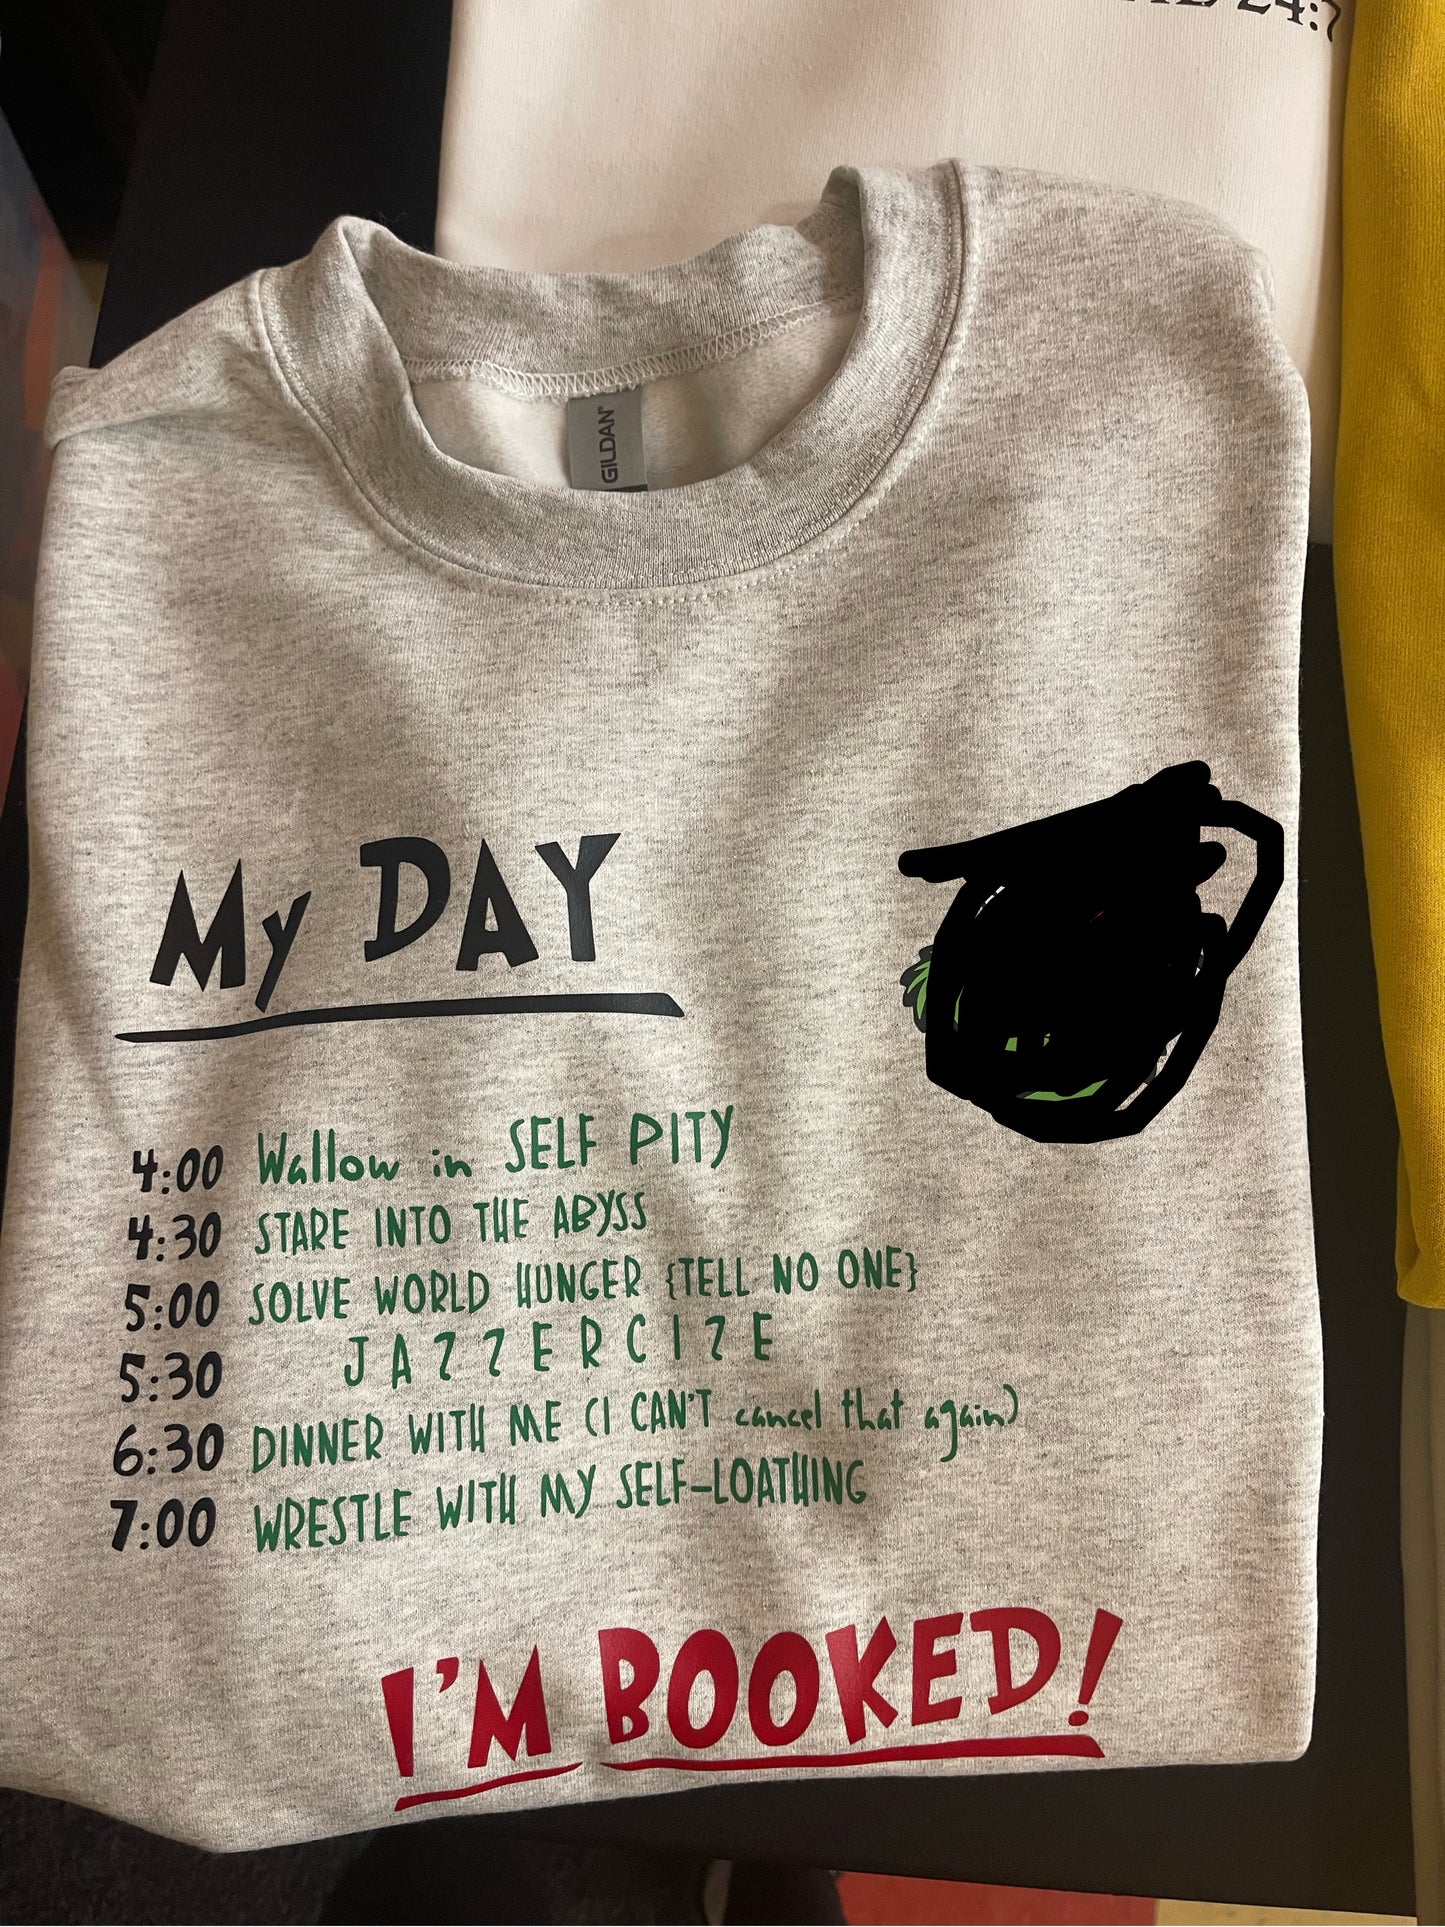 24:7
GILDAN
My DAY
4:00 Wallow in SELF PITY
4:30 STARE INTO THE ABYSS
5:00 SOLVE WORLD HUNGER {TELL NO ONE}
5:30 JAZZERCIZE
6:30 DINNER WITH ME (I CAN'T cancel that again)
7:00 WRESTLE WITH MY SELF-LOATHING
I'M BOOKED!